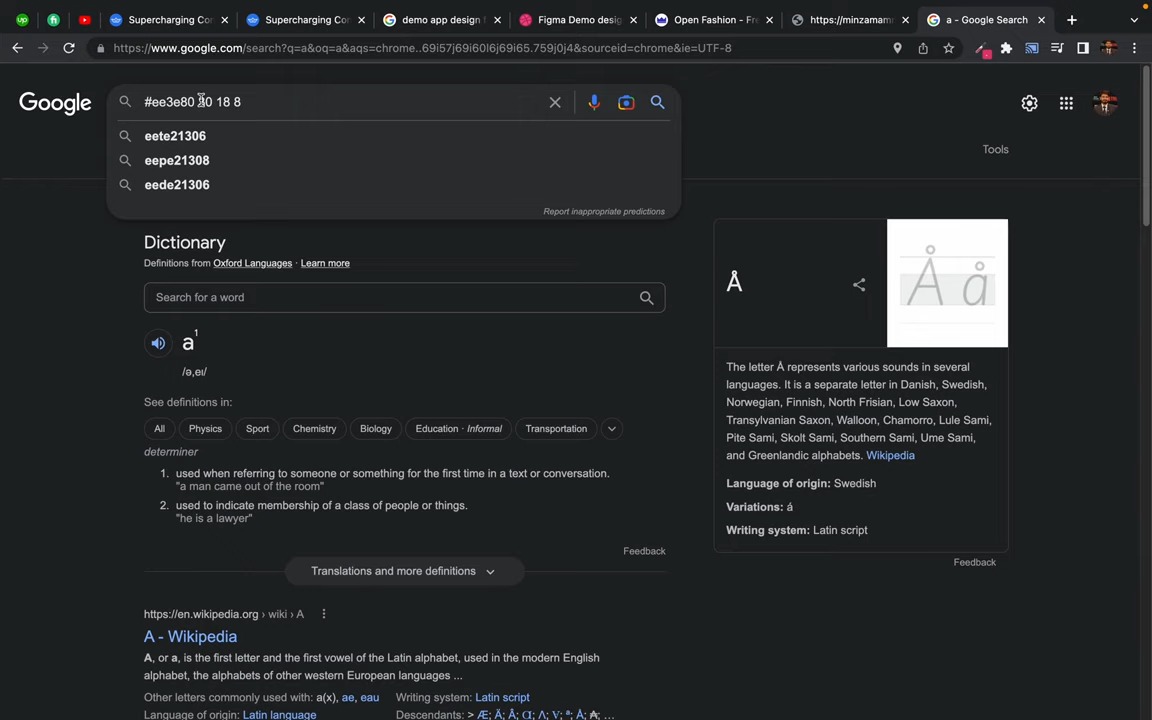 Supercharging Cor
Supercharging Cor
demo app design f
Figma Demo desig
Open Fashion - Fre
https://minzamamr
a - Google Search
https://www.google.com/search?q=a&oq=a&aqs=chrome..69i57j69i60l6j69i65.759j0j4&sourceid=chrome&ie=UTF-8
Google
#ee3e80 18 8
eete21306
eepe21308
eede21306
Report inappropriate predictions
Tools
Dictionary
Definitions from Oxford Languages · Learn more
Search for a word
a1
/ə,eɪ/
See definitions in:
All Physics Sport Chemistry Biology Education · Informal Transportation
determiner
1. used when referring to someone or something for the first time in a text or conversation.
"a man came out of the room"
2. used to indicate membership of a class of people or things.
"he is a lawyer"
Feedback
Translations and more definitions
https://en.wikipedia.org › wiki › A
A - Wikipedia
A, or a, is the first letter and the first vowel of the Latin alphabet, used in the modern English
alphabet, the alphabets of other western European languages ...
Other letters commonly used with: a(x), ae, eau
Writing system: Latin script
Language of origin: Latin language
Descendants: > Æ; Ä; Â; Ɑ; Λ; Ɐ; ª; Å; ₳; ...
Å
Å å
The letter Å represents various sounds in several
languages. It is a separate letter in Danish, Swedish,
Norwegian, Finnish, North Frisian, Low Saxon,
Transylvanian Saxon, Walloon, Chamorro, Lule Sami,
Pite Sami, Skolt Sami, Southern Sami, Ume Sami,
and Greenlandic alphabets. Wikipedia
Language of origin: Swedish
Variations: á
Writing system: Latin script
Feedback